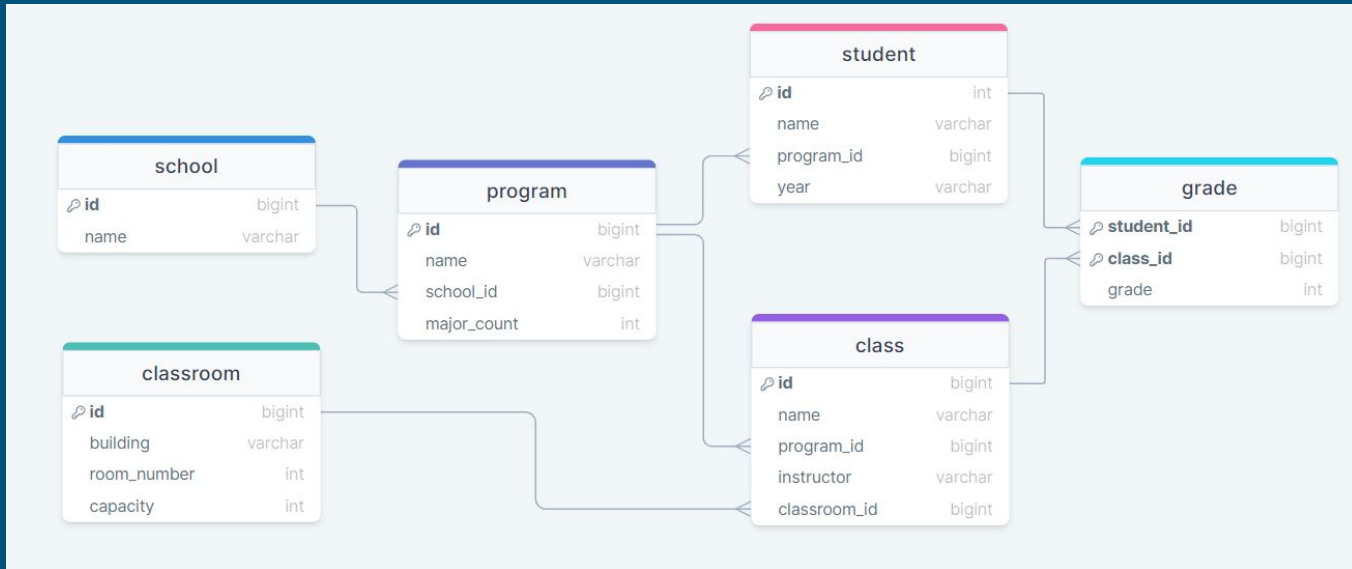 school
id bigint
name varchar
classroom
id bigint
building varchar
room_number int
capacity int
program
id bigint
name varchar
school_id bigint
major_count int
student
id int
name varchar
program_id bigint
year varchar
class
id bigint
name varchar
program_id bigint
instructor varchar
classroom_id bigint
grade
student_id bigint
class_id bigint
grade int